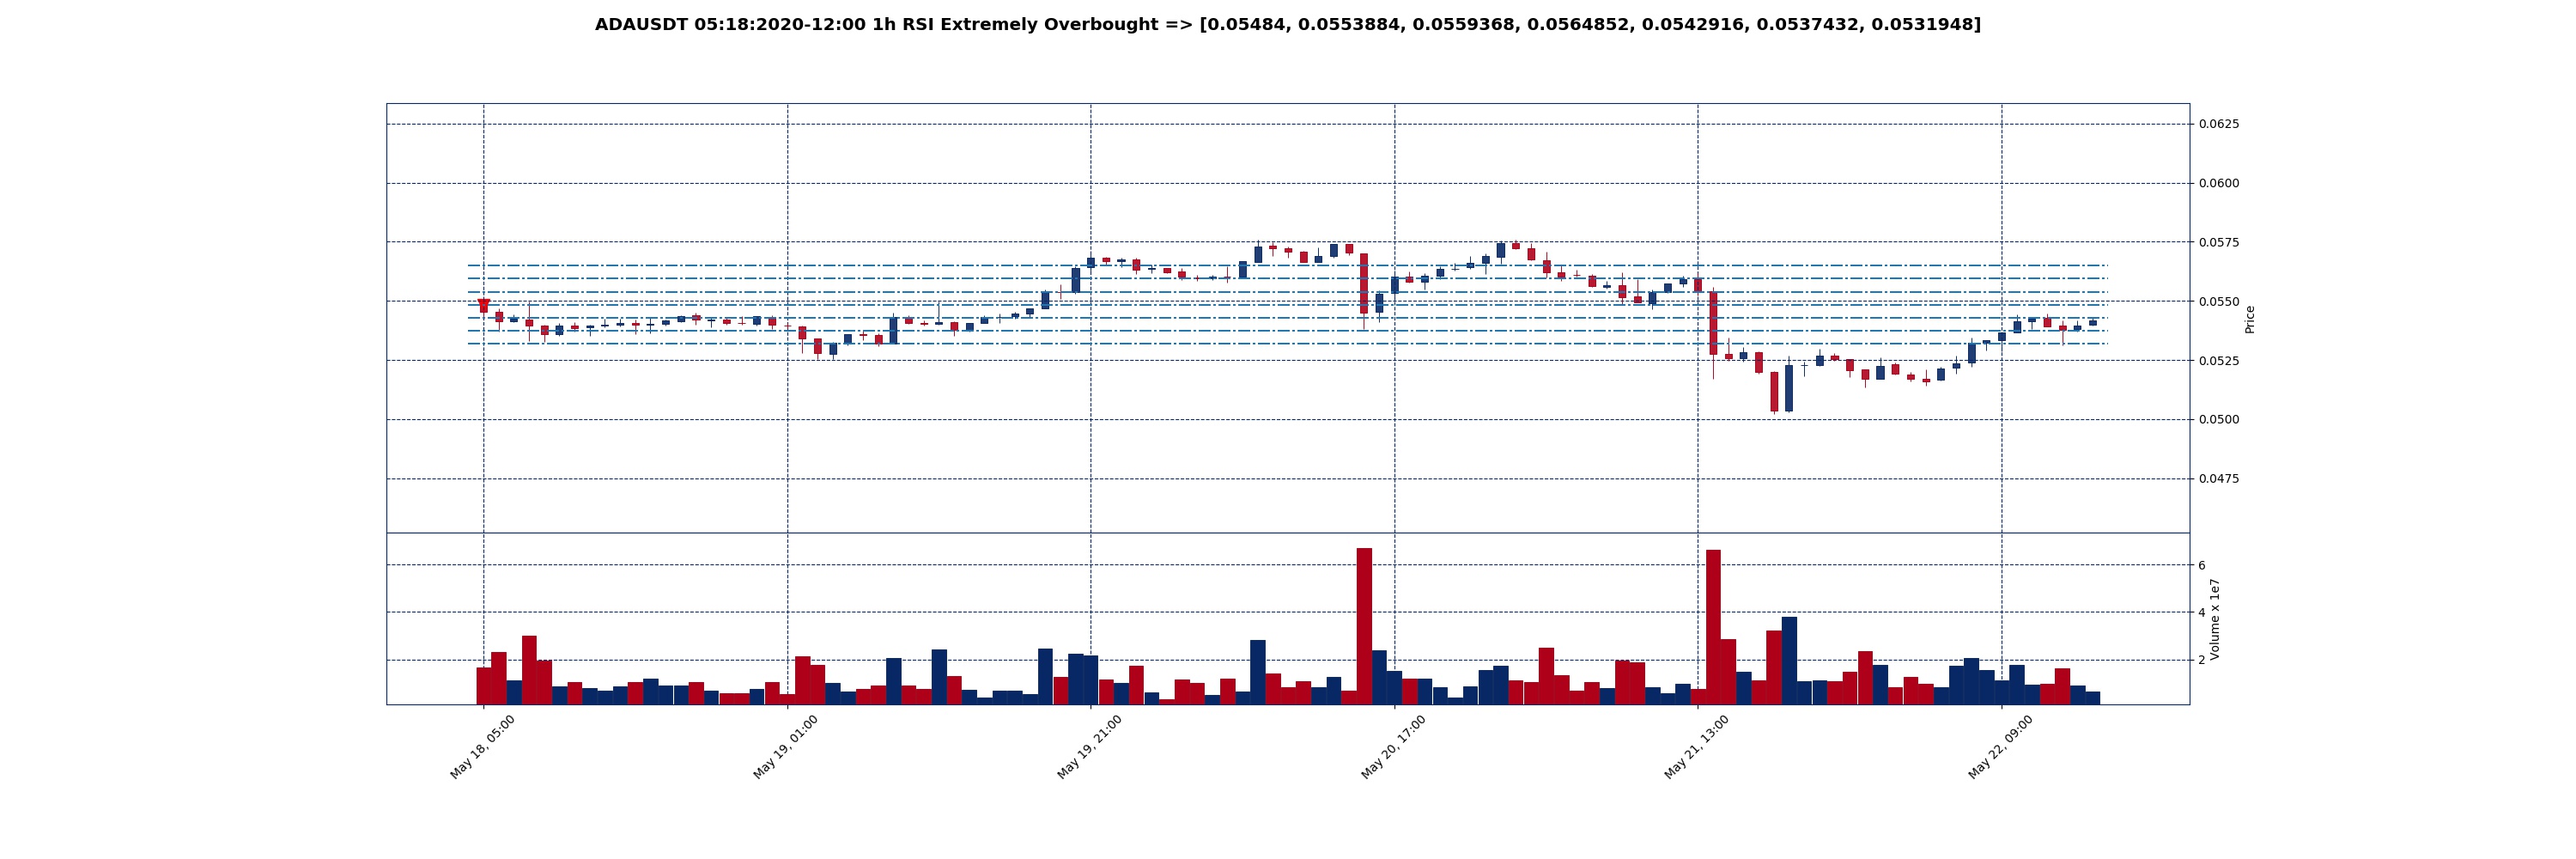 ADAUSDT 05:18:2020-12:00 1h RSI Extremely Overbought => [0.05484, 0.0553884, 0.0559368, 0.0564852, 0.0542916, 0.0537432, 0.0531948]
0.0625
0.0600
0.0575
0.0550
0.0525
0.0500
0.0475
Price
6
4
2
Volume x 1e7
May 18, 05:00
May 19, 01:00
May 19, 21:00
May 20, 17:00
May 21, 13:00
May 22, 09:00